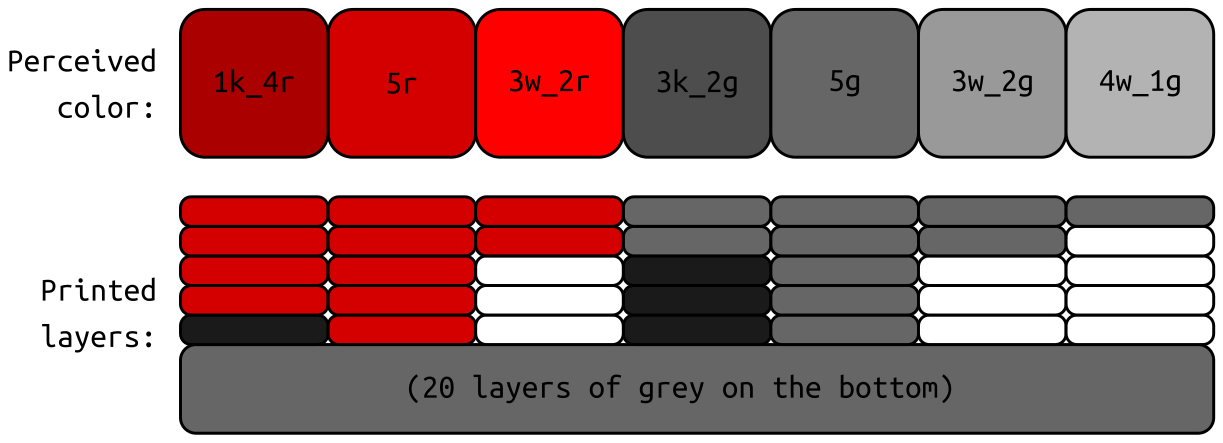 Perceived
color:
1k_4r
5r
3w_2r
3k_2g
5g
3w_2g
4w_1g
Printed
layers:
(20 layers of grey on the bottom)